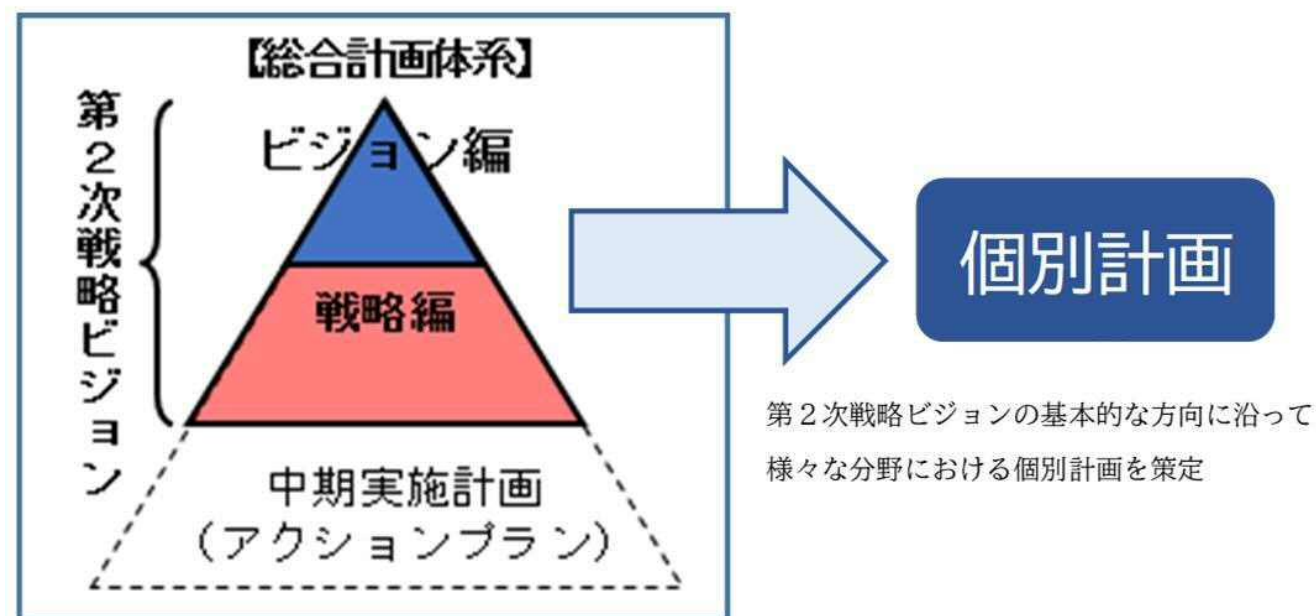 【総合計画体系】
第２次戦略ビジョン
ビジョン編
戦略編
中期実施計画
（アクションプラン）
個別計画
第２次戦略ビジョンの基本的な方向に沿って
様々な分野における個別計画を策定